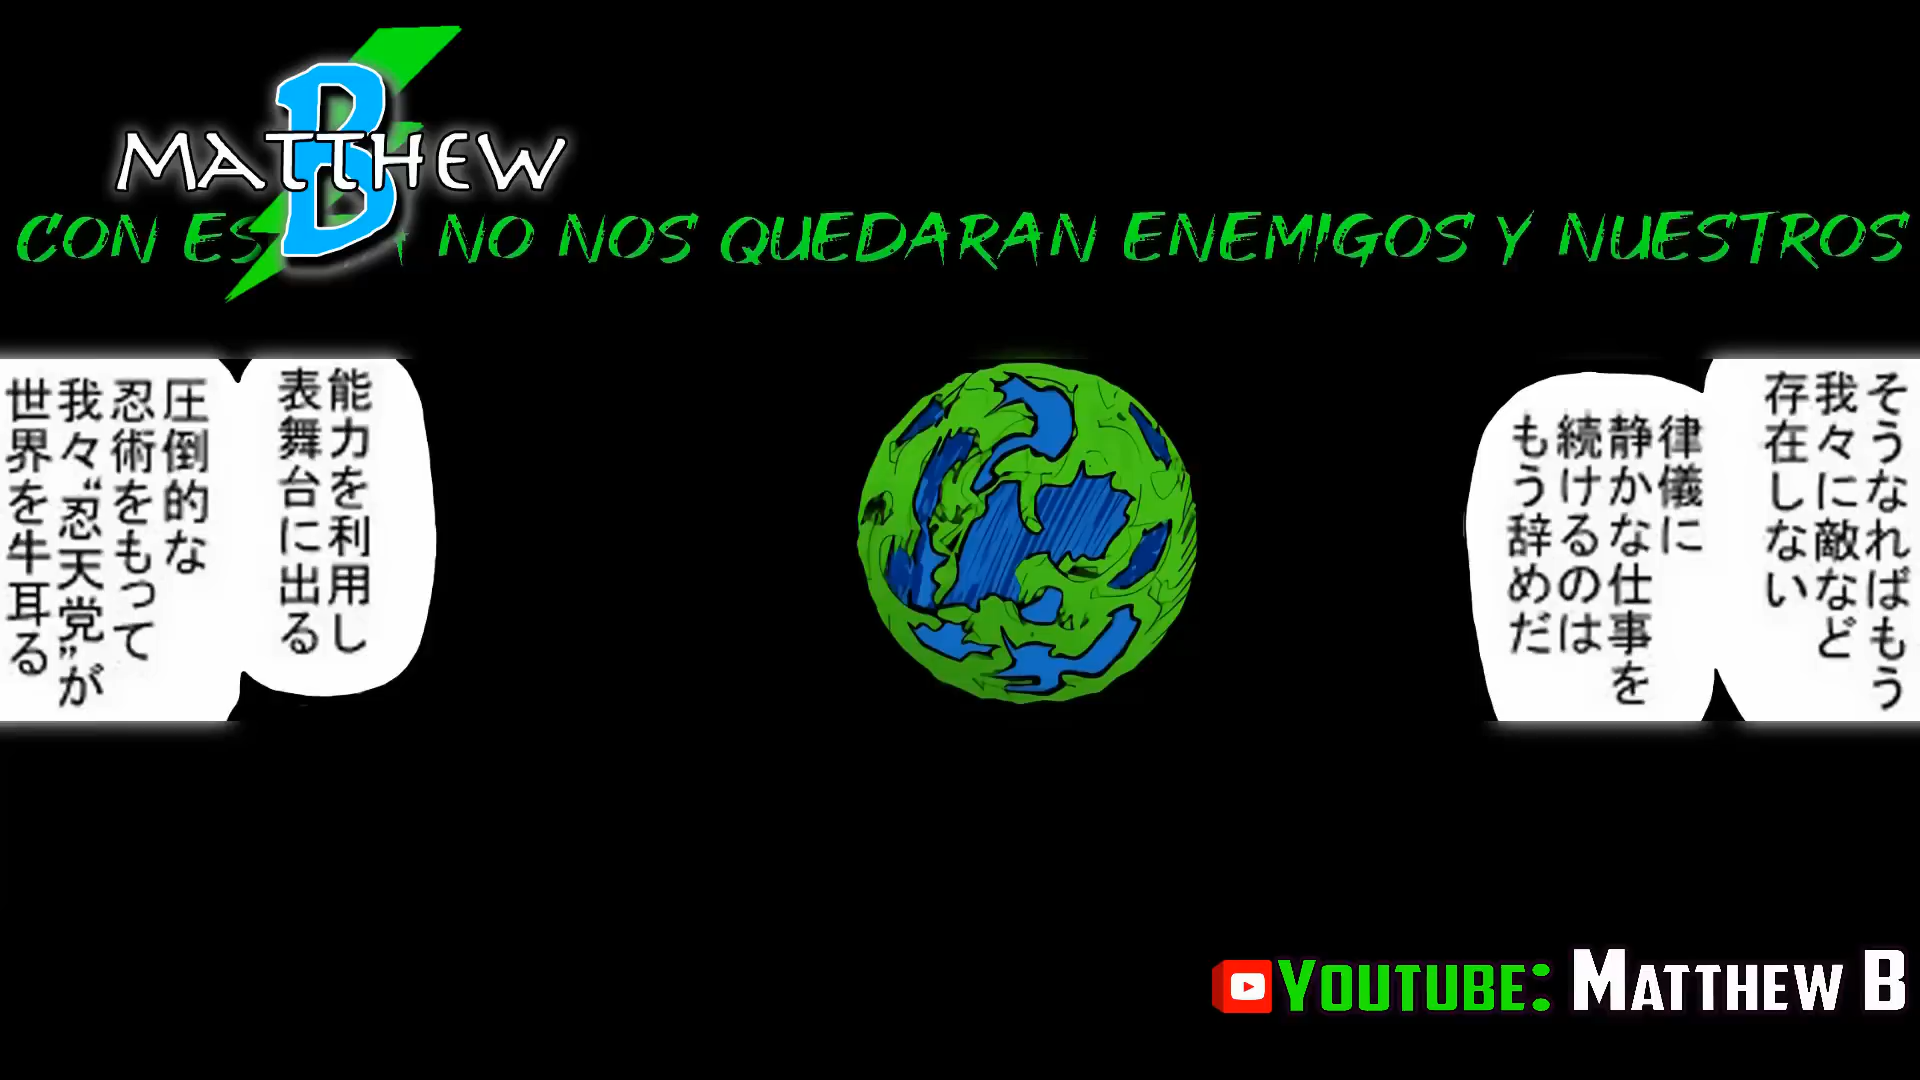 MATTHEW
B
CON NO NOS QUEDARAN ENEMIGOS Y NUESTROS
そうなればもう
我々に敵など
存在しない
律儀に
静かな仕事を
続けるのは
もう辞めだ
能力を利用し
表舞台に出る
圧倒的な
忍術をもって
我々“忍天党”が
世界を牛耳る
YOUTUBE: MATTHEW B